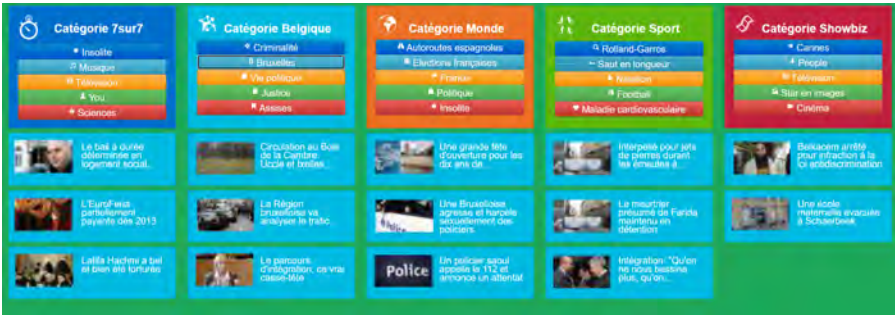 Catégorie 7sur7
Insolite
Musique
Télévision
You
Sciences
Catégorie Belgique
Criminalité
Bruxelles
Vie politique
Justice
Assises
Catégorie Monde
Autoroutes espagnoles
Elections françaises
France
Politique
Insolite
Catégorie Sport
Rolland-Garros
Saut en longueur
Natation
Football
Maladie cardiovasculaire
Catégorie Showbiz
Cannes
People
Télévision
Star en images
Cinéma
Le bail à durée
déterminée en
logement social...
Circulation au Bois
de la Cambre:
Uccle et Ixelles...
Une grande fête
d'ouverture pour les
dix ans de...
Interpellé pour jets
de pierres durant
les émeutes à...
Belkacem arrêté
pour infraction à la
loi antidiscrimination
L'EuroFeria
partiellement
payante dès 2013
La Région
bruxelloise va
analyser le trafic...
Une Bruxelloise
agresse et harcèle
sexuellement des
policiers
Le meurtrier
présumé de Farida
maintenu en
détention
Une école
maternelle évacuée
à Schaerbeek
Latifa Hachmi a bel
et bien été torturée
Le parcours
d'intégration, ce vrai
casse-tête
Police
Un policier saoul
appelle le 112 et
annonce un attentat
Intégration: "Qu'on
ne nous bassine
plus, qu'on...